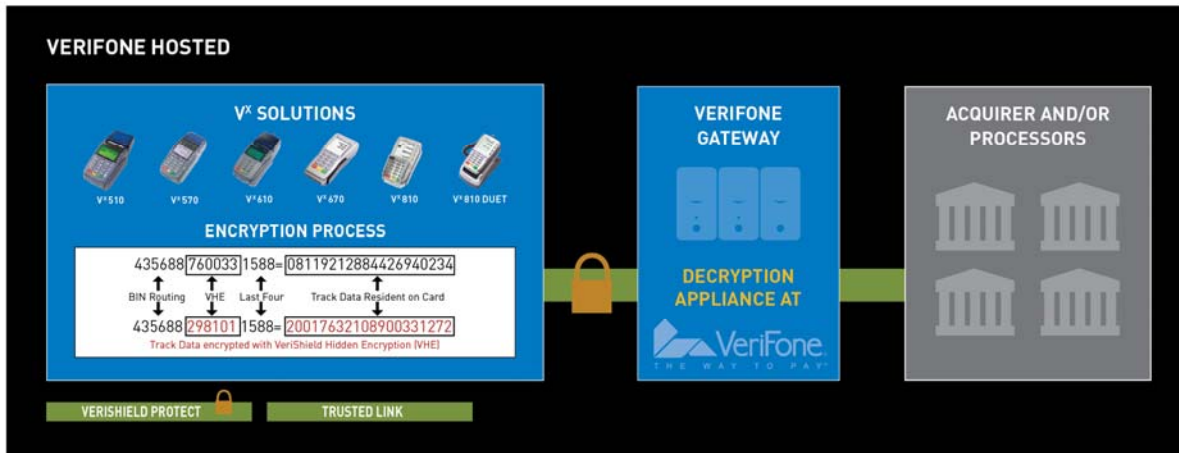 VERIFONE HOSTED
Vˣ SOLUTIONS
Vˣ510
Vˣ570
Vˣ610
Vˣ670
Vˣ810
Vˣ810 DUET
ENCRYPTION PROCESS
435688 760033 1588= 08119212884426940234
BIN Routing VHE Last Four Track Data Resident on Card
435688 298101 1588= 20017632108900331272
Track Data encrypted with VeriShield Hidden Encryption (VHE)
VERIFONE
GATEWAY
DECRYPTION
APPLIANCE AT
VeriFone®
THE WAY TO PAY™
ACQUIRER AND/OR
PROCESSORS
VERISHIELD PROTECT
TRUSTED LINK